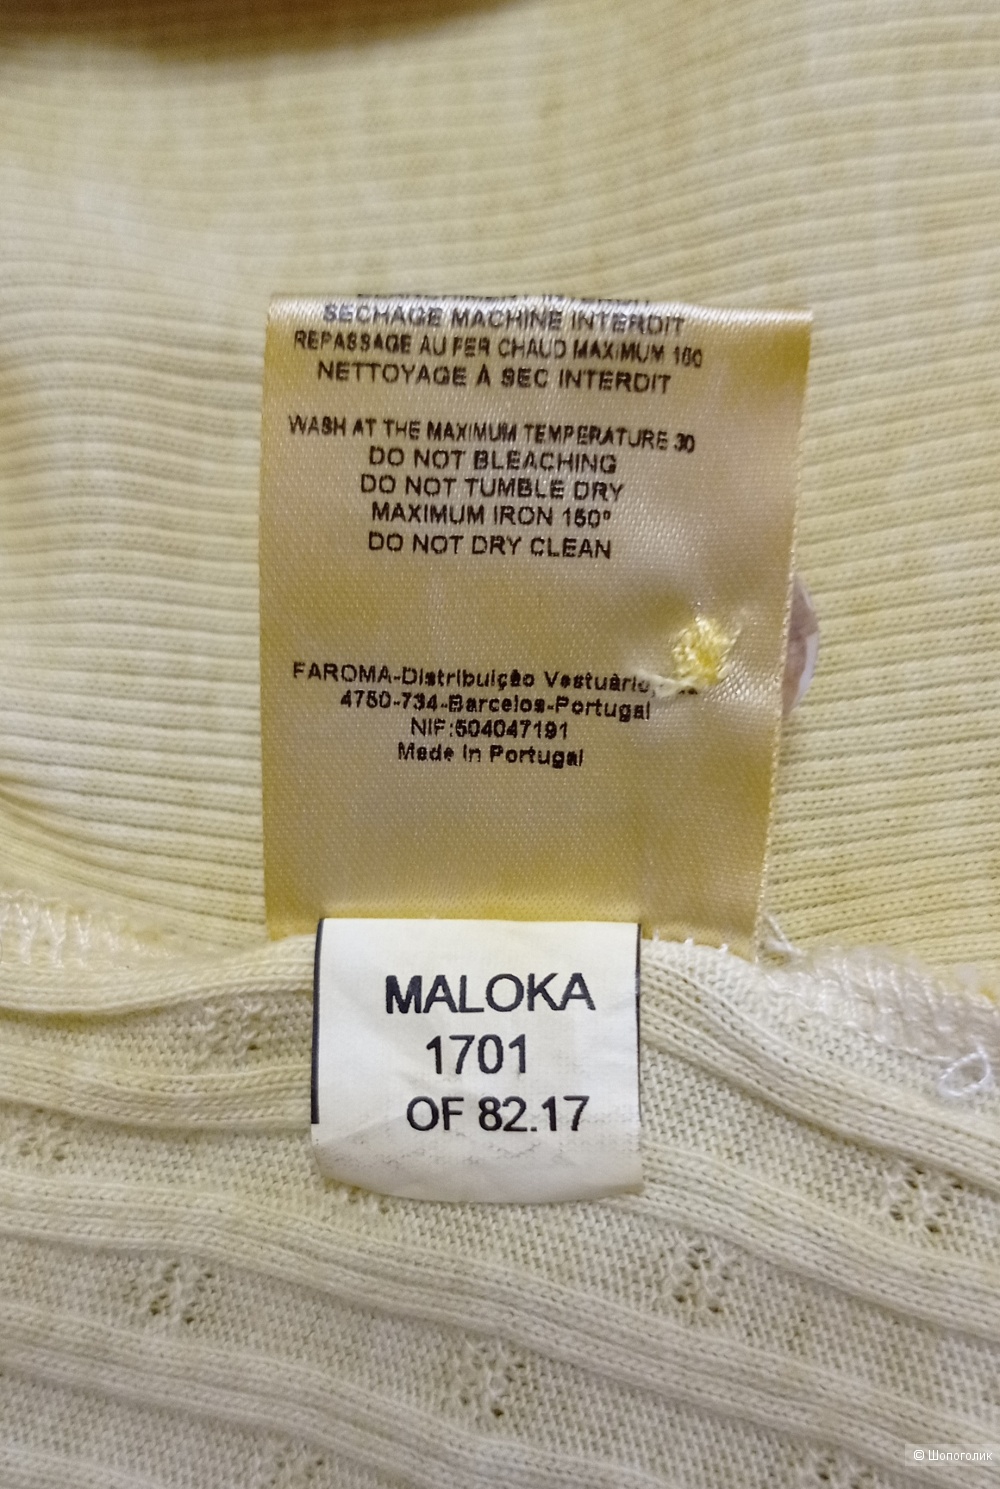 SECHAGE MACHINE INTERDIT
REPASSAGE AU FER CHAUD MAXIMUM 150
NETTOYAGE À SEC INTERDIT
WASH AT THE MAXIMUM TEMPERATURE 30
DO NOT BLEACHING
DO NOT TUMBLE DRY
MAXIMUM IRON 150º
DO NOT DRY CLEAN
FAROMA-Distribuição Vestuário,
4750-734-Barcelos-Portugal
NIF:504047191
Made in Portugal
MALOKA
1701
OF 82.17
© Шопоголик